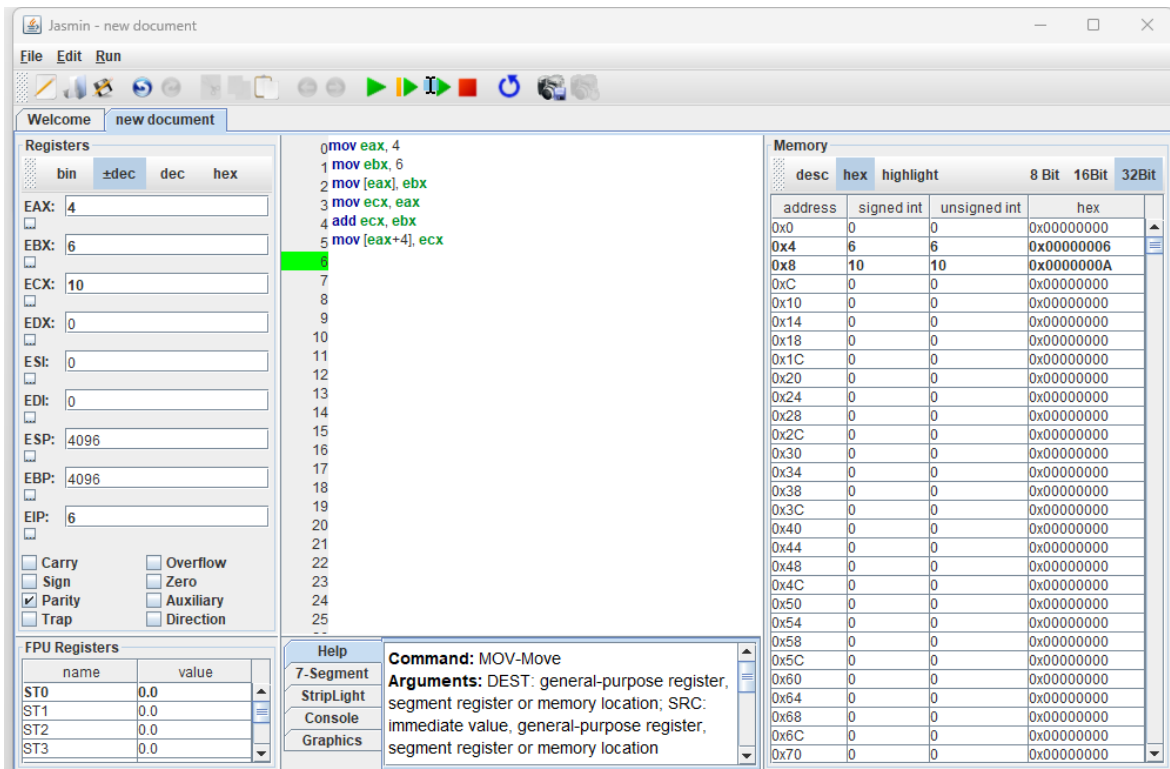 Jasmin - new document
File Edit Run
Welcome new document
Registers
bin ±dec dec hex
EAX: 4
EBX: 6
ECX: 10
EDX: 0
ESI: 0
EDI: 0
ESP: 4096
EBP: 4096
EIP: 6
Carry Overflow
Sign Zero
Parity Auxiliary
Trap Direction
FPU Registers
name value
ST0 0.0
ST1 0.0
ST2 0.0
ST3 0.0
0 mov eax, 4
1 mov ebx, 6
2 mov [eax], ebx
3 mov ecx, eax
4 add ecx, ebx
5 mov [eax+4], ecx
6
7
8
9
10
11
12
13
14
15
16
17
18
19
20
21
22
23
24
25
Help
7-Segment
StripLight
Console
Graphics
Command: MOV-Move
Arguments: DEST: general-purpose register,
segment register or memory location; SRC:
immediate value, general-purpose register,
segment register or memory location
Memory
desc hex highlight 8 Bit 16Bit 32Bit
address signed int unsigned int hex
0x0 0 0 0x00000000
0x4 6 6 0x00000006
0x8 10 10 0x0000000A
0xC 0 0 0x00000000
0x10 0 0 0x00000000
0x14 0 0 0x00000000
0x18 0 0 0x00000000
0x1C 0 0 0x00000000
0x20 0 0 0x00000000
0x24 0 0 0x00000000
0x28 0 0 0x00000000
0x2C 0 0 0x00000000
0x30 0 0 0x00000000
0x34 0 0 0x00000000
0x38 0 0 0x00000000
0x3C 0 0 0x00000000
0x40 0 0 0x00000000
0x44 0 0 0x00000000
0x48 0 0 0x00000000
0x4C 0 0 0x00000000
0x50 0 0 0x00000000
0x54 0 0 0x00000000
0x58 0 0 0x00000000
0x5C 0 0 0x00000000
0x60 0 0 0x00000000
0x64 0 0 0x00000000
0x68 0 0 0x00000000
0x6C 0 0 0x00000000
0x70 0 0 0x00000000